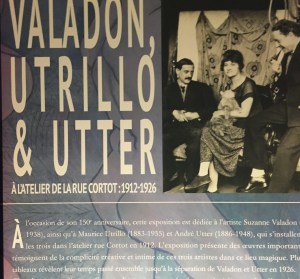 VALADON,
UTRILLO
& UTTER
À L'ATELIER DE LA RUE CORTOT : 1912-1926
À l'occasion de son 150e anniversaire, cette exposition est dédiée à l'artiste Suzanne Valadon
1938), ainsi qu'à Maurice Utrillo (1883-1955) et André Utter (1886-1948), qui s'installen
les trois dans l'atelier rue Cortot en 1912. L'exposition présente des œuvres important
témoignent de la complicité créative et intime de ces trois artistes dans ce lieu magique. Plu
tableaux révèlent leur temps passé ensemble jusqu'à la séparation de Valadon et Utter en 1926.